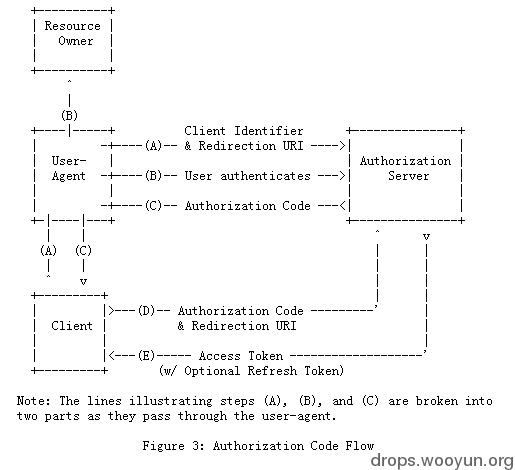 Resource
Owner
(B)
Client Identifier
(A)-- & Redirection URI
User-
Agent
(B)-- User authenticates
Authorization
Server
(C)-- Authorization Code
(A) (C)
(D)-- Authorization Code
Client
& Redirection URI
(E)----- Access Token
(w/ Optional Refresh Token)
Note: The lines illustrating steps (A), (B), and (C) are broken into
two parts as they pass through the user-agent.
Figure 3: Authorization Code Flow
drops.wooyun.org